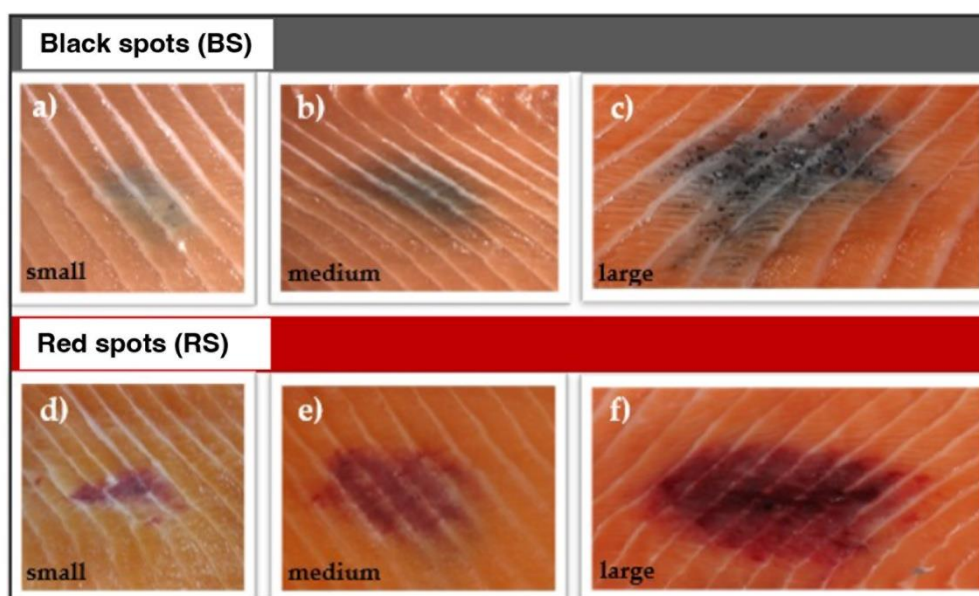 Black spots (BS)
a)
b)
c)
small
medium
large
Red spots (RS)
d)
e)
f)
small
medium
large